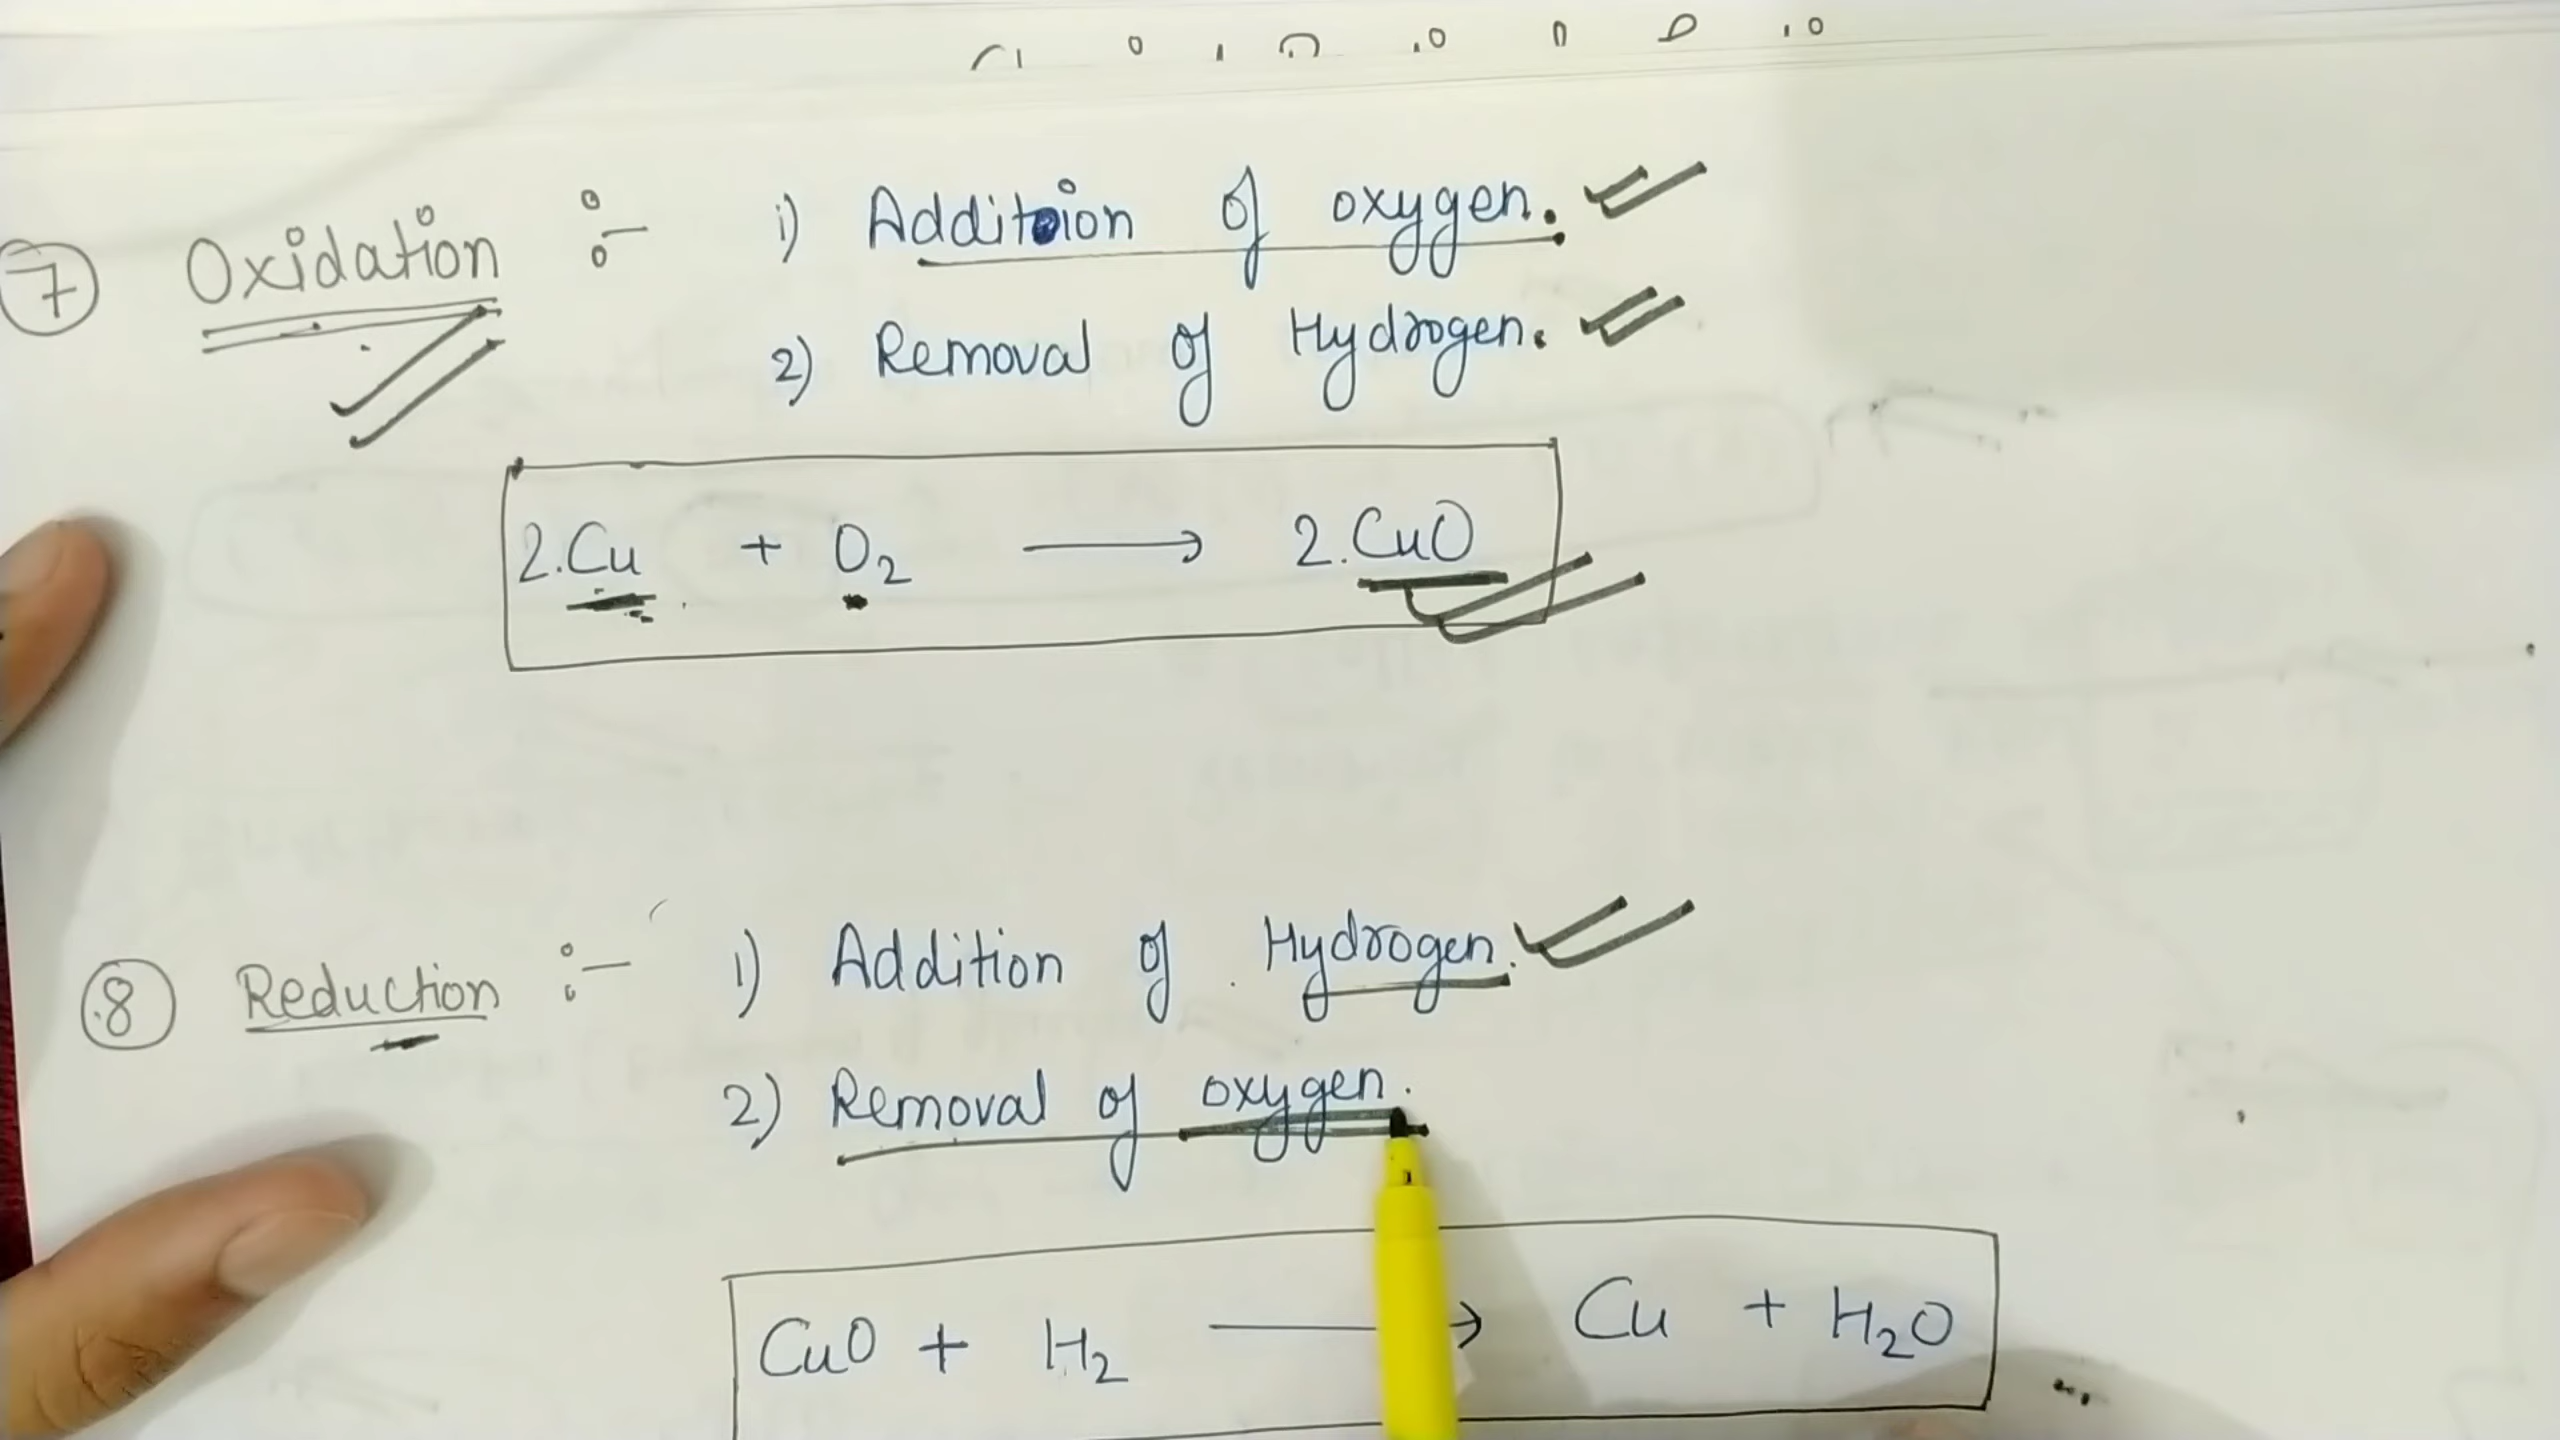 7 Oxidation :- 1) Addition of oxygen.
2) Removal of Hydrogen.
2.Cu + O₂ → 2.CuO
8 Reduction :- 1) Addition of Hydrogen.
2) Removal of oxygen.
CuO + H₂ → Cu + H₂O